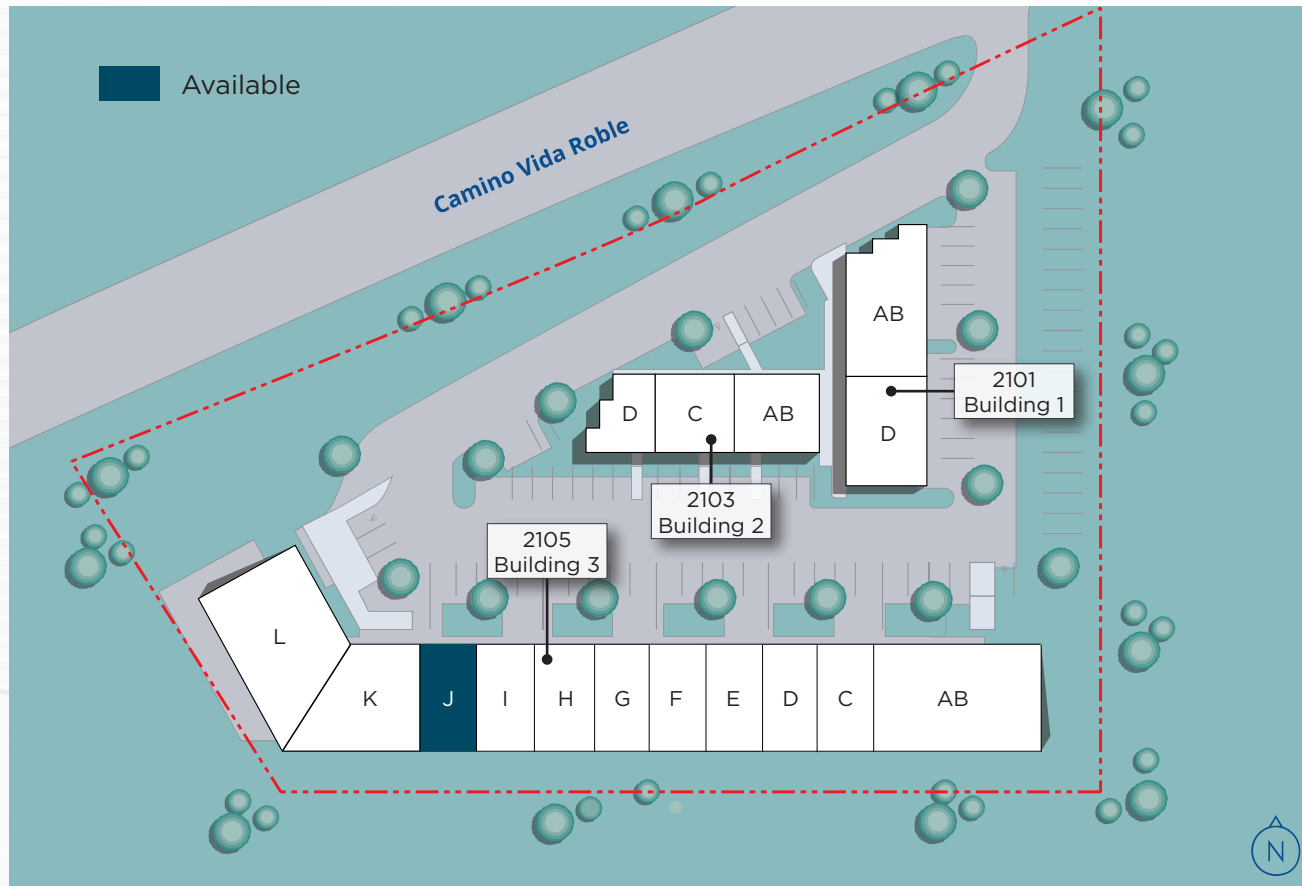 Available
Camino Vida Roble
AB
D
2101
Building 1
D
C
AB
2103
Building 2
2105
Building 3
L
K
J
I
H
G
F
E
D
C
AB
N